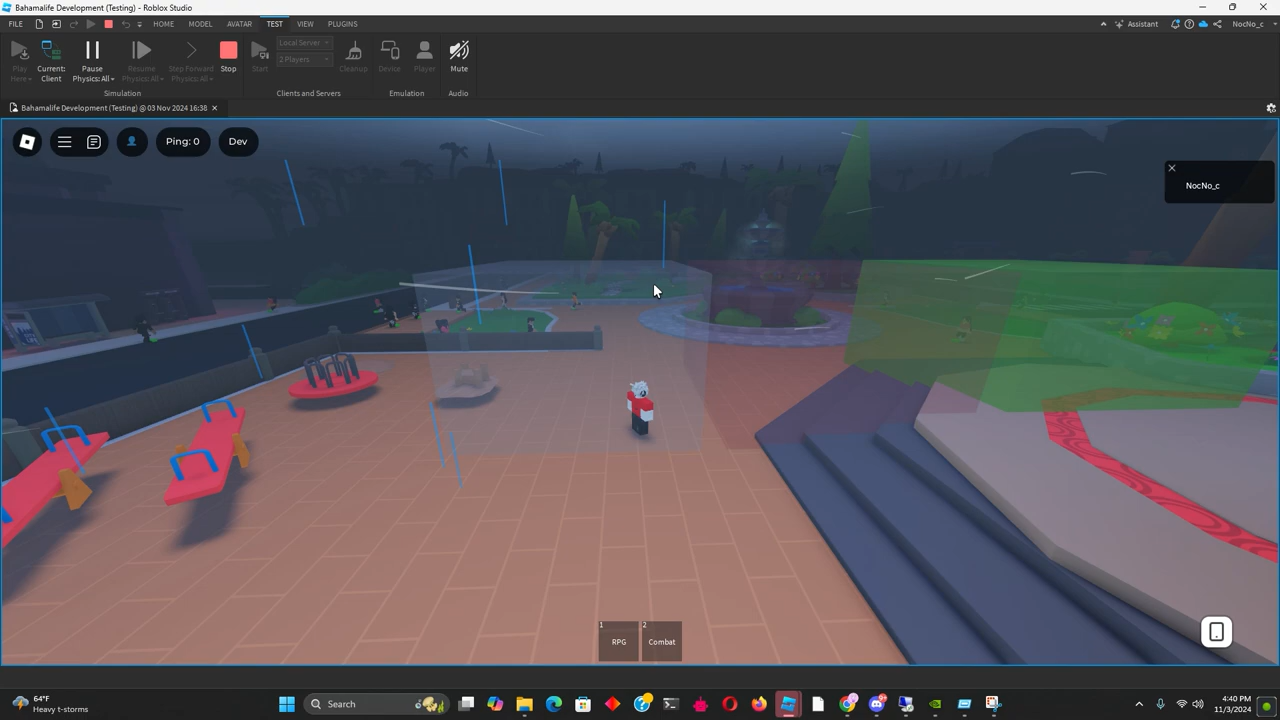 Bahamalife Development (Testing) - Roblox Studio
FILE
HOME
MODEL
AVATAR
TEST
VIEW
PLUGINS
Assistant
NocNo_c
Play
Here
Current:
Client
Pause
Physics: All
Resume
Physics: All
Step Forward
Physics: All
Stop
Simulation
Start
Local Server
2 Players
Cleanup
Clients and Servers
Device
Player
Emulation
Mute
Audio
Bahamalife Development (Testing) @ 03 Nov 2024 16:38
Ping: 0
Dev
NocNo_c
1
RPG
2
Combat
64°F
Heavy t-storms
Search
4:40 PM
11/3/2024